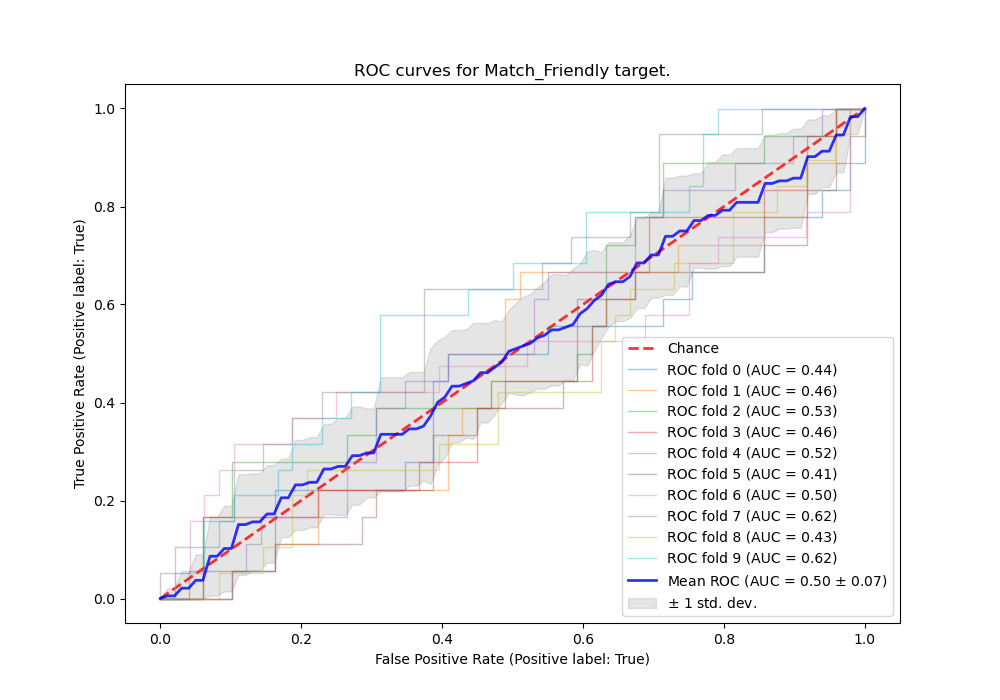 ROC curves for Match_Friendly target.
True Positive Rate (Positive label: True)
1.0
0.8
0.6
0.4
0.2
0.0
0.0 0.2 0.4 0.6 0.8 1.0
False Positive Rate (Positive label: True)
Chance
ROC fold 0 (AUC = 0.44)
ROC fold 1 (AUC = 0.46)
ROC fold 2 (AUC = 0.53)
ROC fold 3 (AUC = 0.46)
ROC fold 4 (AUC = 0.52)
ROC fold 5 (AUC = 0.41)
ROC fold 6 (AUC = 0.50)
ROC fold 7 (AUC = 0.62)
ROC fold 8 (AUC = 0.43)
ROC fold 9 (AUC = 0.62)
Mean ROC (AUC = 0.50 ± 0.07)
± 1 std. dev.